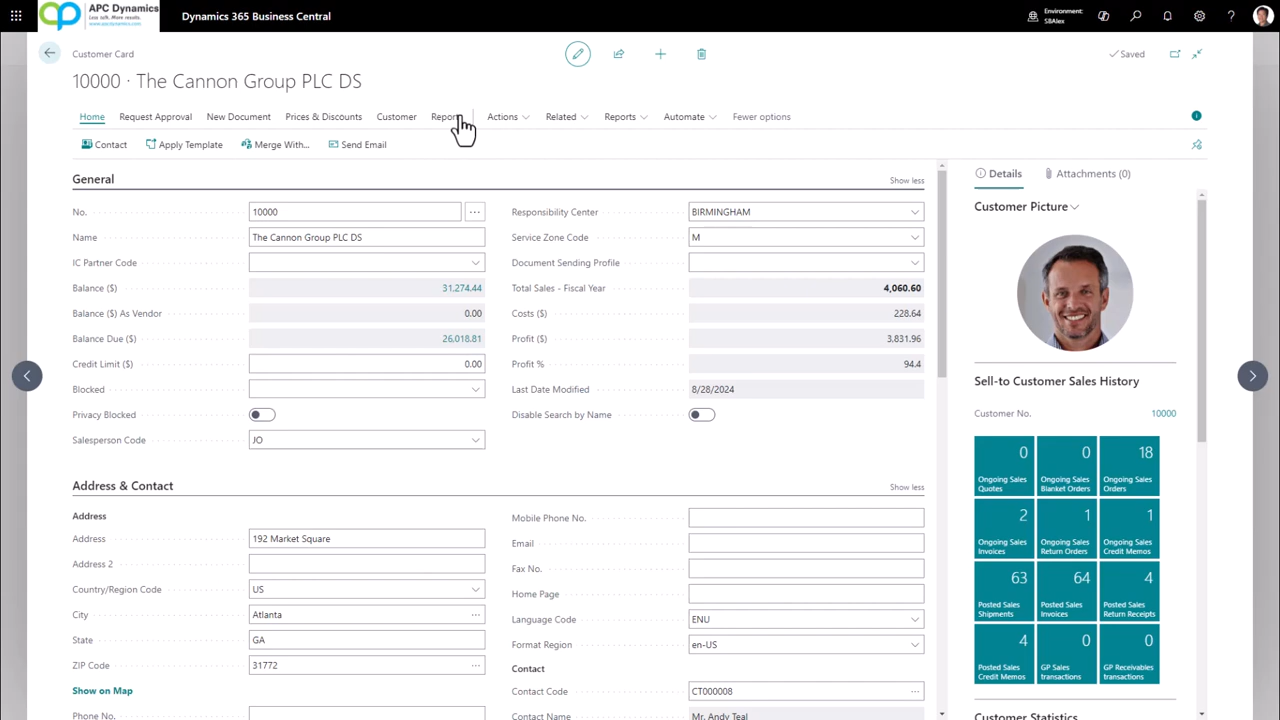 APC Dynamics
Less talk. More results.
www.apcdynamics.com
Dynamics 365 Business Central
Environment:
SBAlex
Customer Card
Saved
10000 · The Cannon Group PLC DS
Home Request Approval New Document Prices & Discounts Customer Report Actions Related Reports Automate Fewer options
Contact Apply Template Merge With... Send Email
General Show less
No. 10000
Name The Cannon Group PLC DS
IC Partner Code
Balance ($) 31,274.44
Balance ($) As Vendor 0.00
Balance Due ($) 26,018.81
Credit Limit ($) 0.00
Blocked
Privacy Blocked
Salesperson Code JO
Responsibility Center BIRMINGHAM
Service Zone Code M
Document Sending Profile
Total Sales - Fiscal Year 4,060.60
Costs ($) 228.64
Profit ($) 3,831.96
Profit % 94.4
Last Date Modified 8/28/2024
Disable Search by Name
Address & Contact Show less
Address
Address 192 Market Square
Address 2
Country/Region Code US
City Atlanta
State GA
ZIP Code 31772
Show on Map
Phone No.
Mobile Phone No.
Email
Fax No.
Home Page
Language Code ENU
Format Region en-US
Contact
Contact Code CT000008
Contact Name Mr. Andy Teal
Details Attachments (0)
Customer Picture
Sell-to Customer Sales History
Customer No. 10000
0 Ongoing Sales Quotes
0 Ongoing Sales Blanket Orders
18 Ongoing Sales Orders
2 Ongoing Sales Invoices
1 Ongoing Sales Return Orders
1 Ongoing Sales Credit Memos
63 Posted Sales Shipments
64 Posted Sales Invoices
4 Posted Sales Return Receipts
4 Posted Sales Credit Memos
0 GP Sales transactions
0 GP Receivables transactions
Customer Statistics